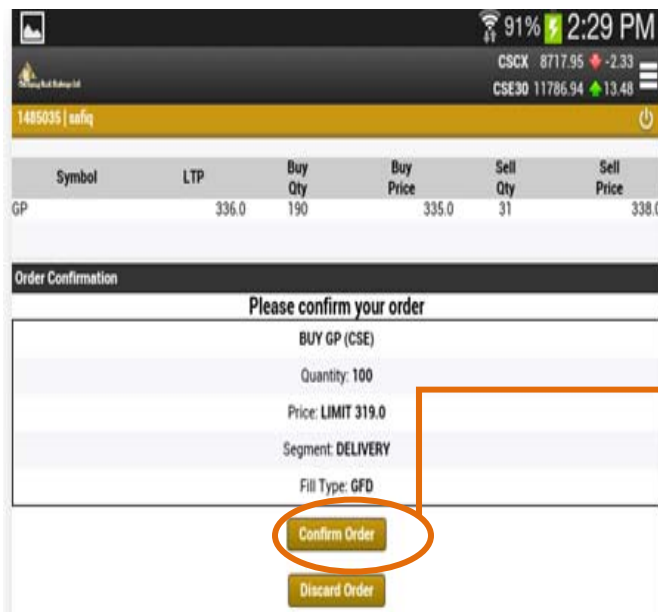 91% 2:29 PM
CSCX 8717.95 -2.33
CSE30 11786.94 13.48
1485035 | safiq
Symbol LTP Buy Qty Buy Price Sell Qty Sell Price
GP 336.0 190 335.0 31 338.0
Order Confirmation
Please confirm your order
BUY GP (CSE)
Quantity: 100
Price: LIMIT 319.0
Segment: DELIVERY
Fill Type: GFD
Confirm Order
Discard Order